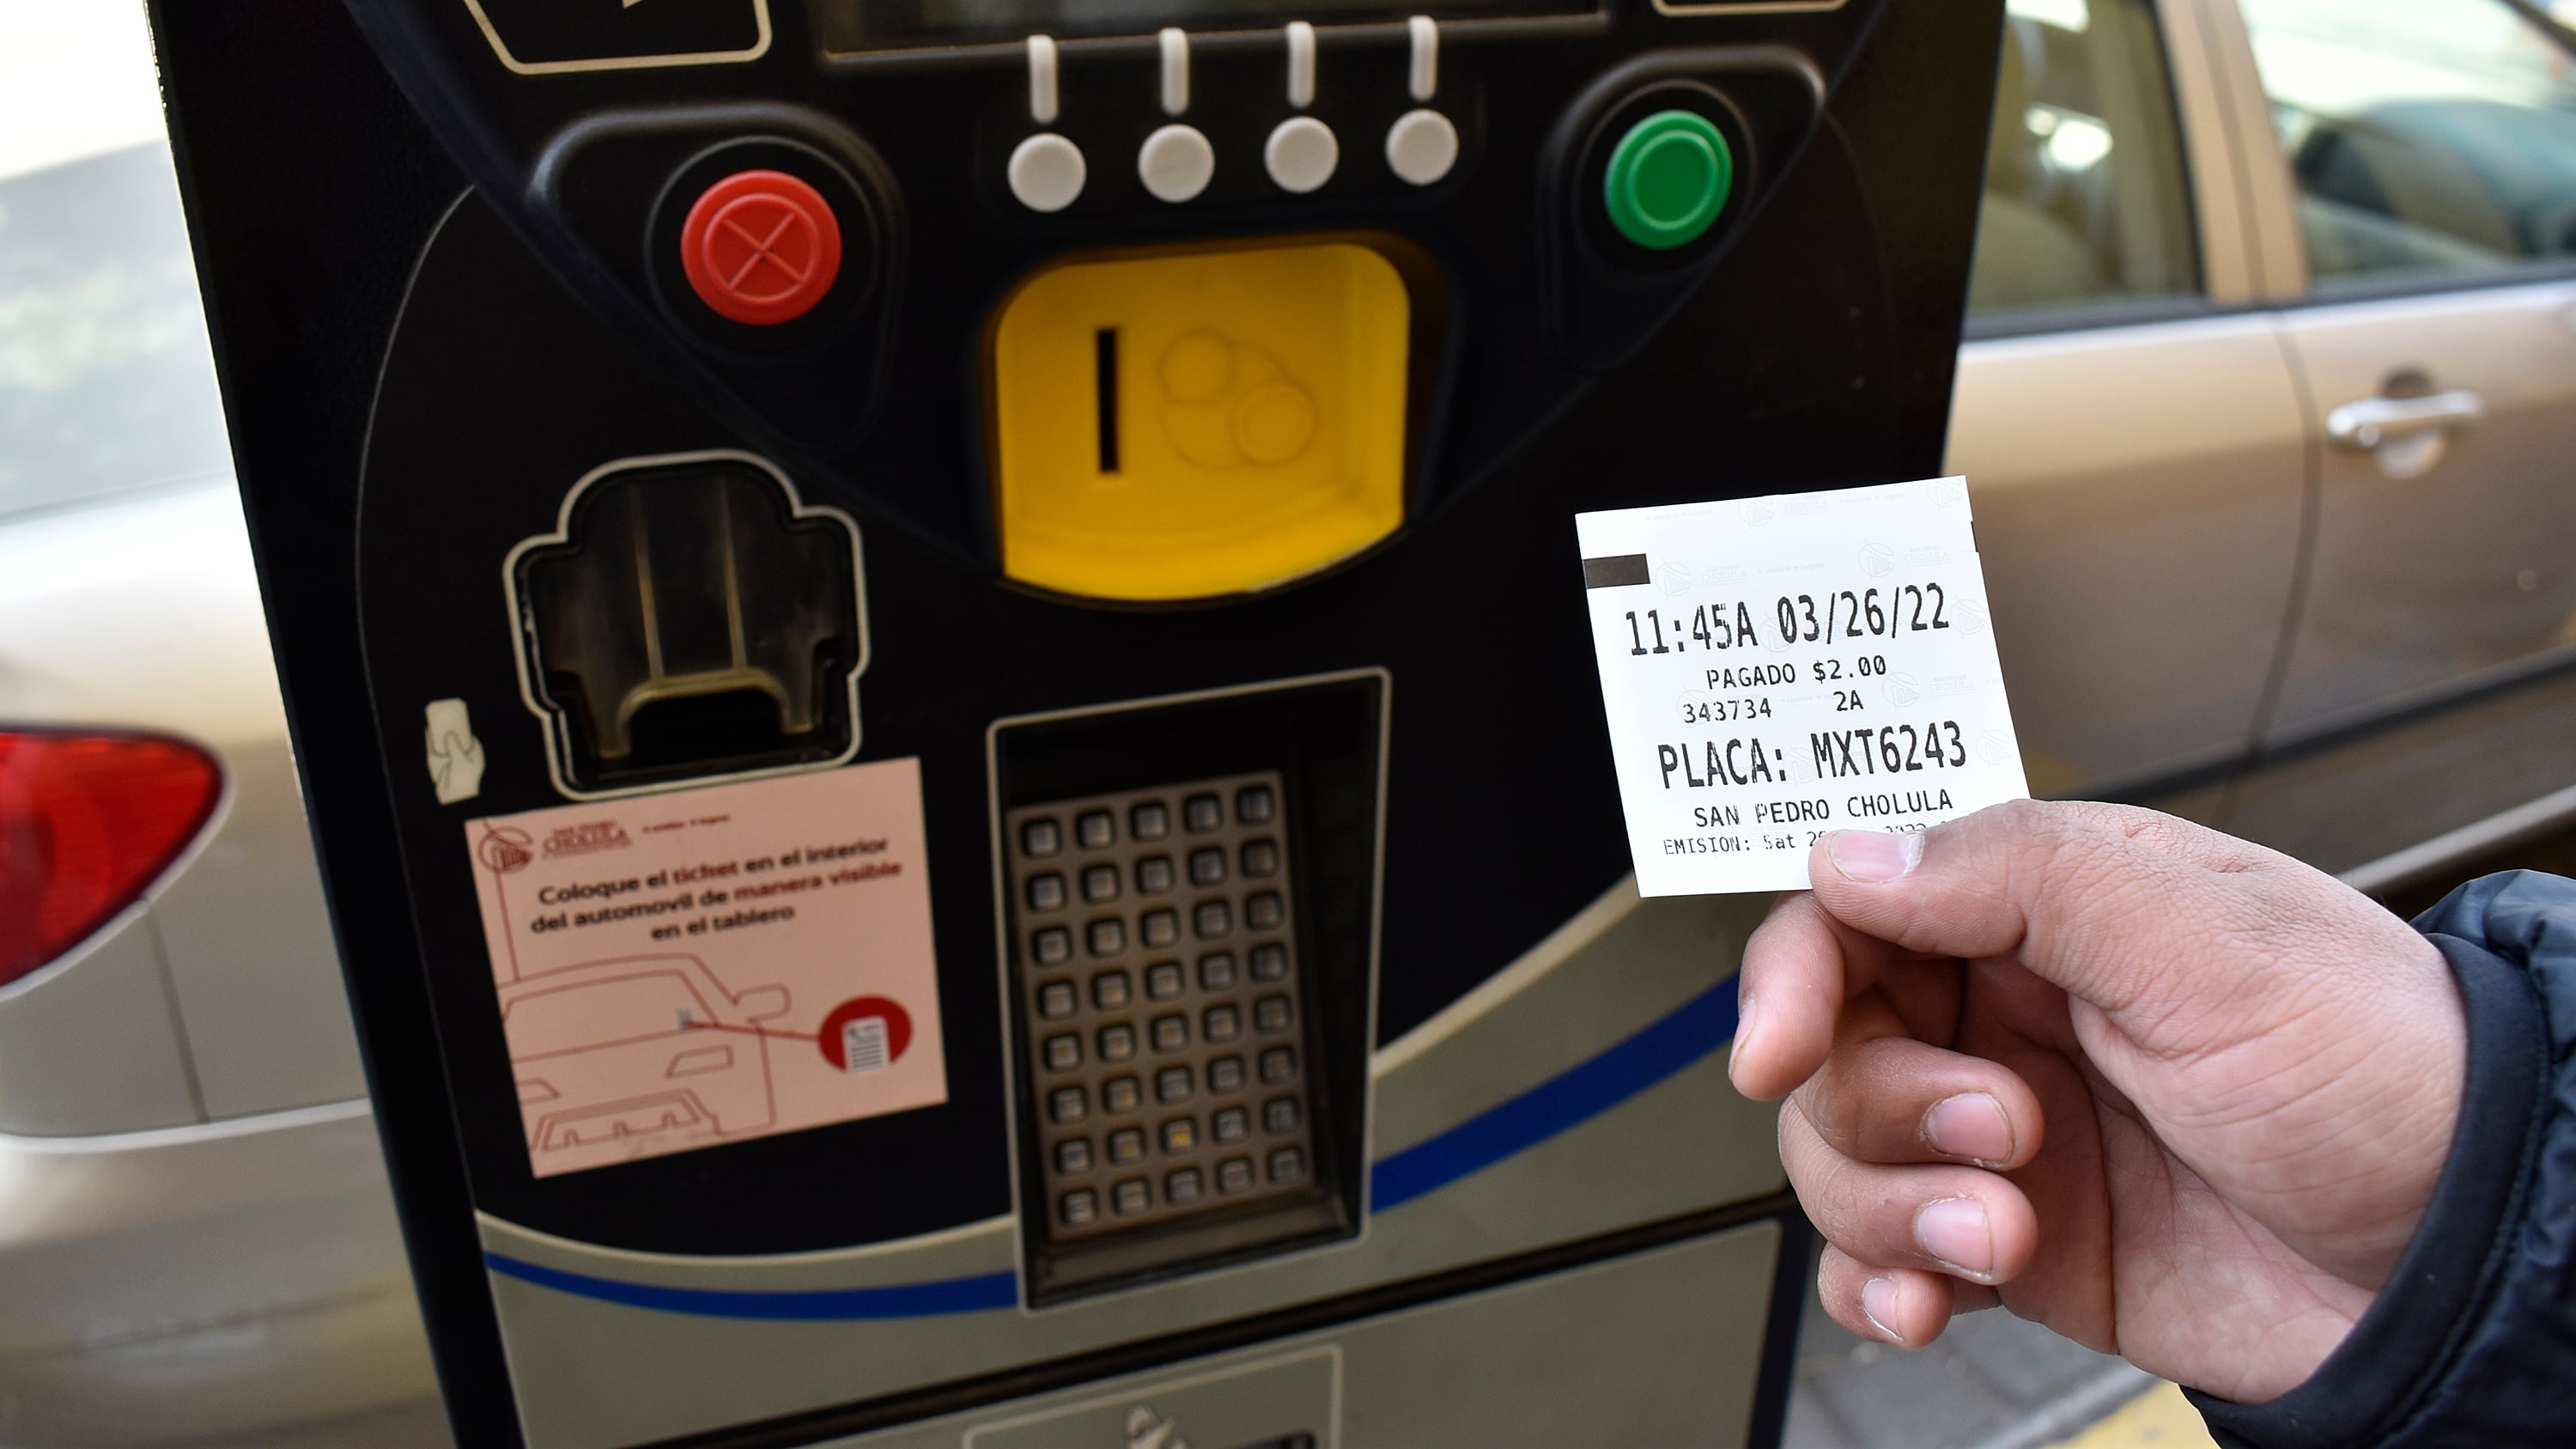 11:45A 03/26/22
PAGADO $2.00
343734 2A
PLACA: MXT6243
SAN PEDRO CHOLULA
EMISION: Sat
CHOLULA
Coloque el ticket en el interior
del automovil de manera visible
en el tablero